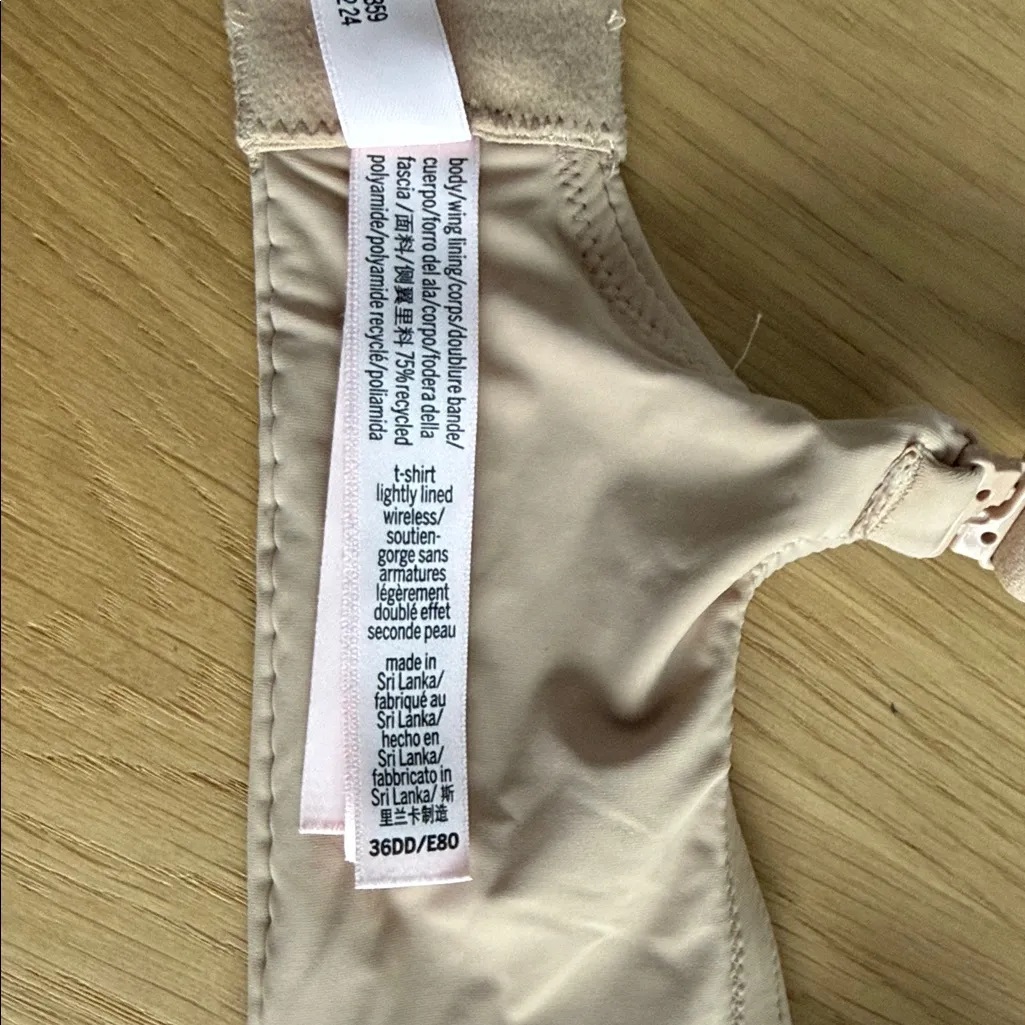 359
2 24
body/wing lining/corps/doublure bande/
cuerpo/forro del ala/corpo/fodera della
fascia/面料/侧翼里料 75% recycled
polyamide/polyamide recyclé/poliamida
t-shirt
lightly lined
wireless/
soutien-
gorge sans
armatures
légèrement
doublé effet
seconde peau
made in
Sri Lanka/
fabriqué au
Sri Lanka/
hecho en
Sri Lanka/
fabbricato in
Sri Lanka/ 斯
里兰卡制造
36DD/E80